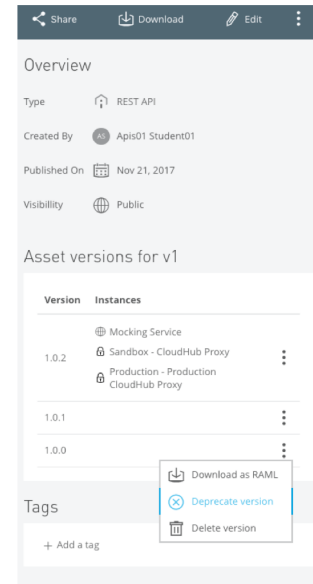 Share Download Edit
Overview
Type REST API
Created By AS Apis01 Student01
Published On Nov 21, 2017
Visibillity Public
Asset versions for v1
Version Instances
Mocking Service
1.0.2 Sandbox - CloudHub Proxy
Production - Production
CloudHub Proxy
1.0.1
1.0.0
Download as RAML
Deprecate version
Delete version
Tags
+ Add a tag